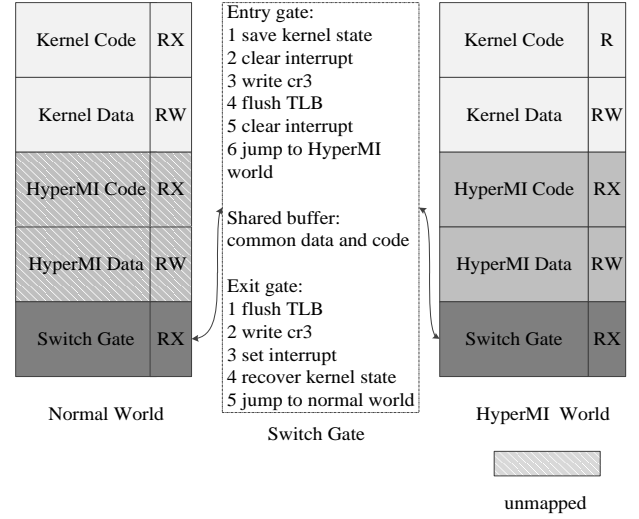 Kernel Code RX
Kernel Data RW
HyperMI Code RX
HyperMI Data RW
Switch Gate RX
Normal World
Entry gate:
1 save kernel state
2 clear interrupt
3 write cr3
4 flush TLB
5 clear interrupt
6 jump to HyperMI
world
Shared buffer:
common data and code
Exit gate:
1 flush TLB
2 write cr3
3 set interrupt
4 recover kernel state
5 jump to normal world
Switch Gate
Kernel Code R
Kernel Data RW
HyperMI Code RX
HyperMI Data RW
Switch Gate RX
HyperMI World
unmapped